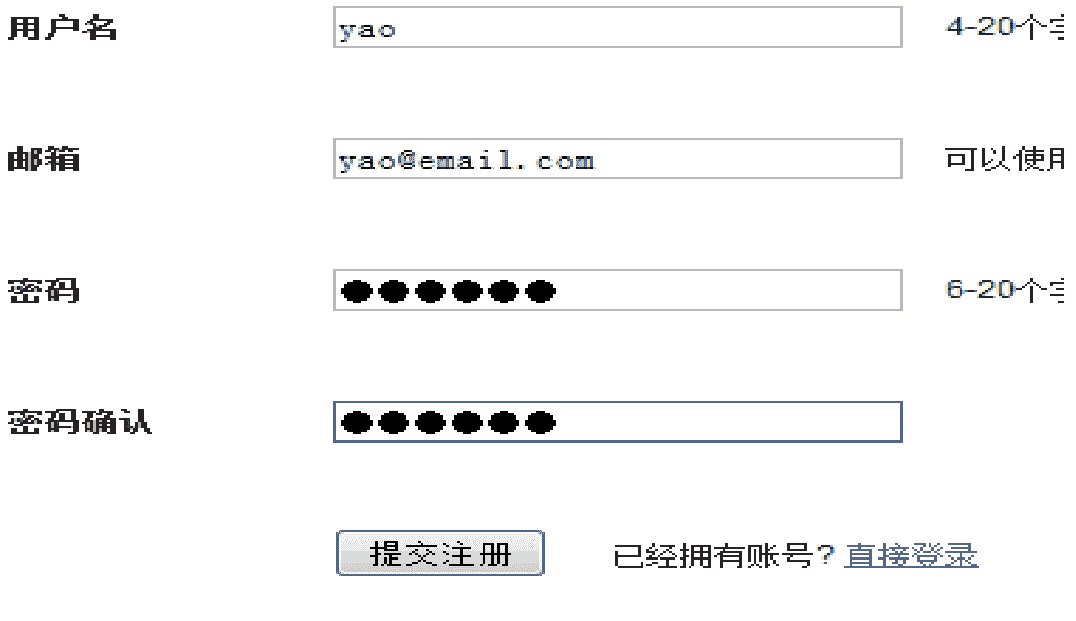 用户名 yao 4-20个
邮箱 yao@email.com 可以使用
密码 ●●●●●● 6-20个
密码确认 ●●●●●●
提交注册 已经拥有账号? 直接登录